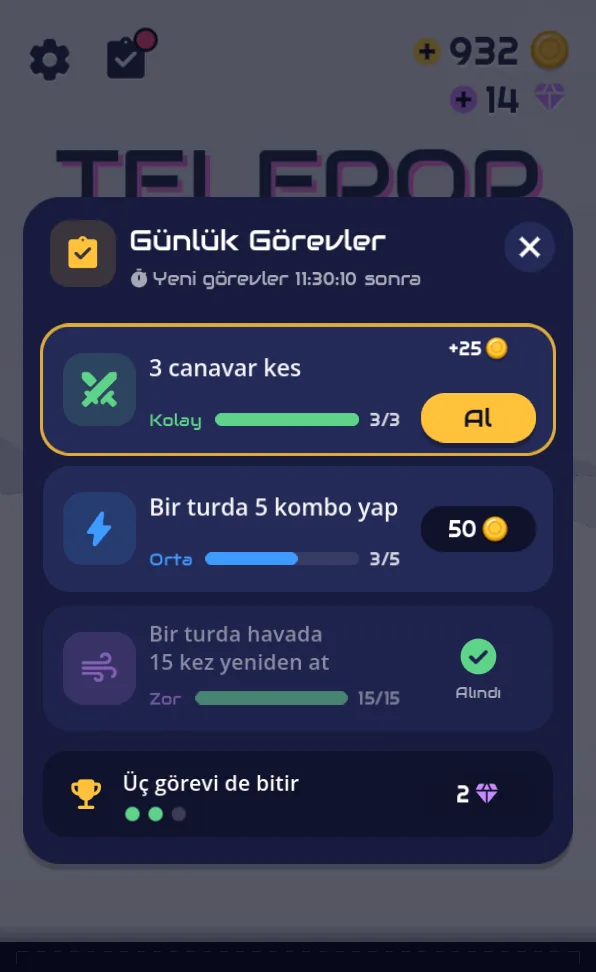 932
14
TELEPOP
Günlük Görevler
Yeni görevler 11:30:10 sonra
+25
3 canavar kes
Kolay 3/3 Al
Bir turda 5 kombo yap
50
Orta 3/5
Bir turda havada
15 kez yeniden at
Zor 15/15 Alındı
Üç görevi de bitir
2